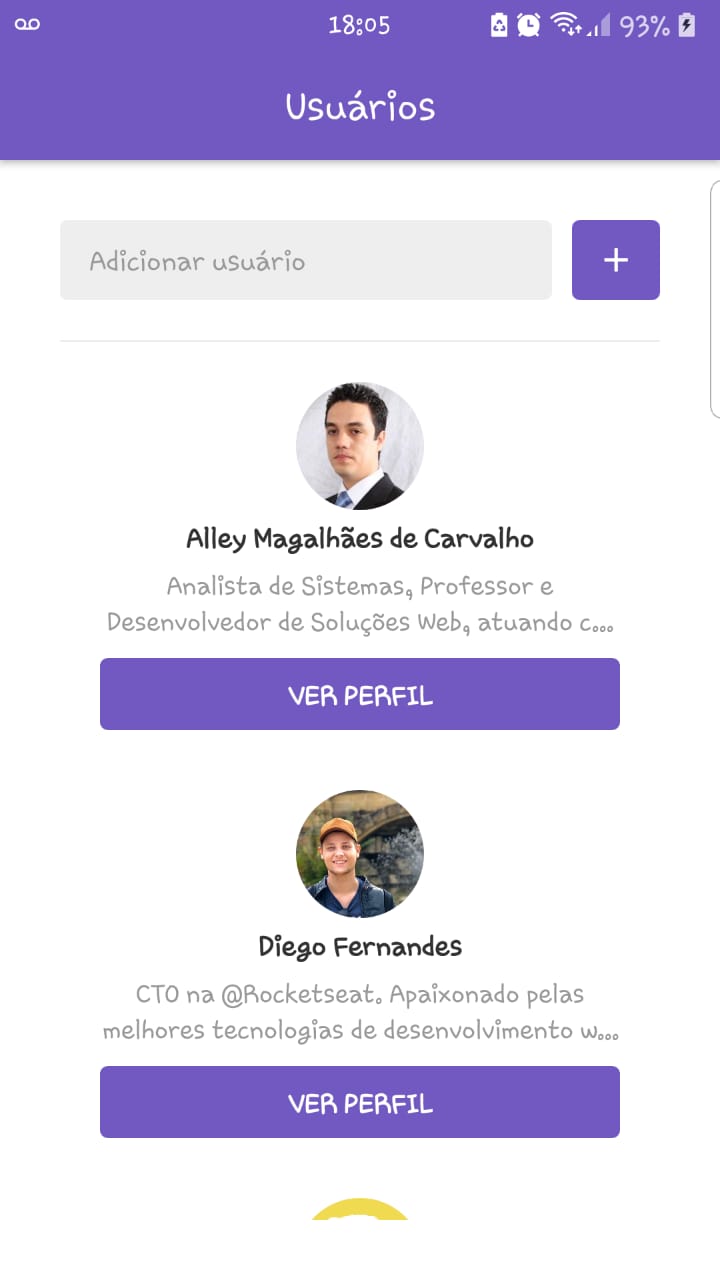 18:05
93%
Usuários
Adicionar usuário
+
Alley Magalhães de Carvalho
Analista de Sistemas, Professor e
Desenvolvedor de Soluções Web, atuando c...
VER PERFIL
Diego Fernandes
CTO na @Rocketseat. Apaixonado pelas
melhores tecnologias de desenvolvimento w...
VER PERFIL